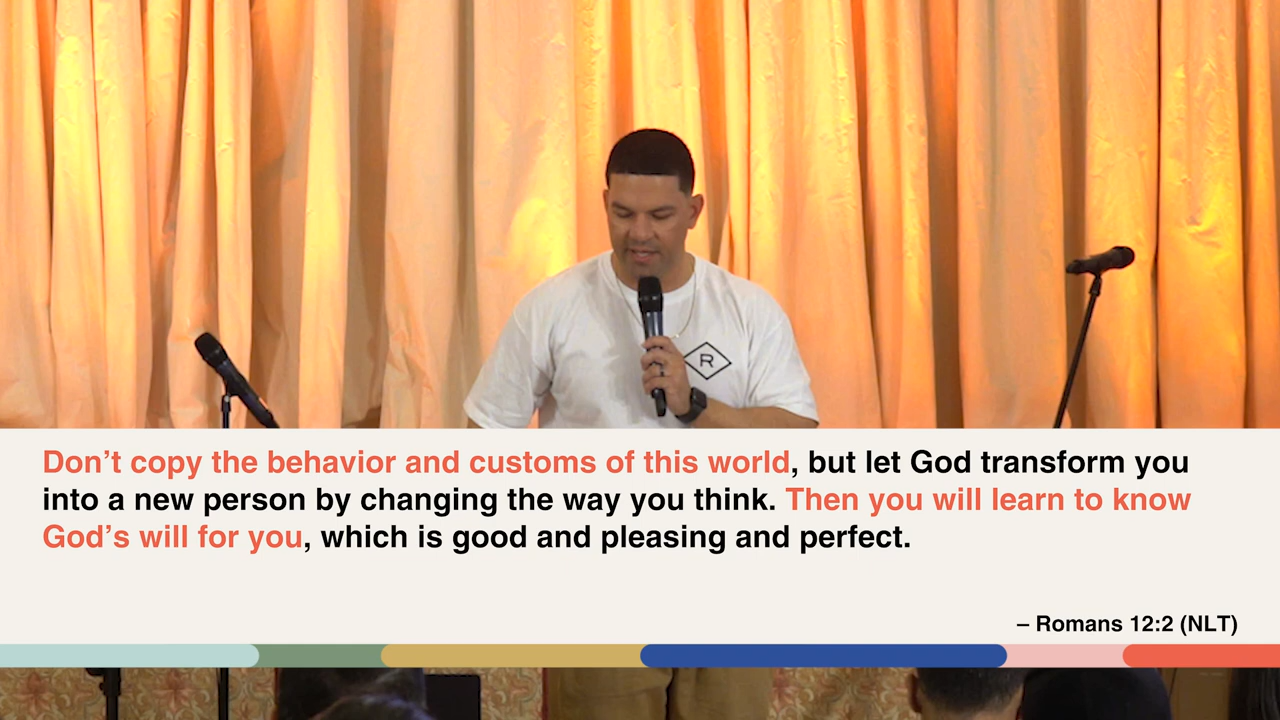 R
Don’t copy the behavior and customs of this world, but let God transform you
into a new person by changing the way you think. Then you will learn to know
God’s will for you, which is good and pleasing and perfect.
– Romans 12:2 (NLT)